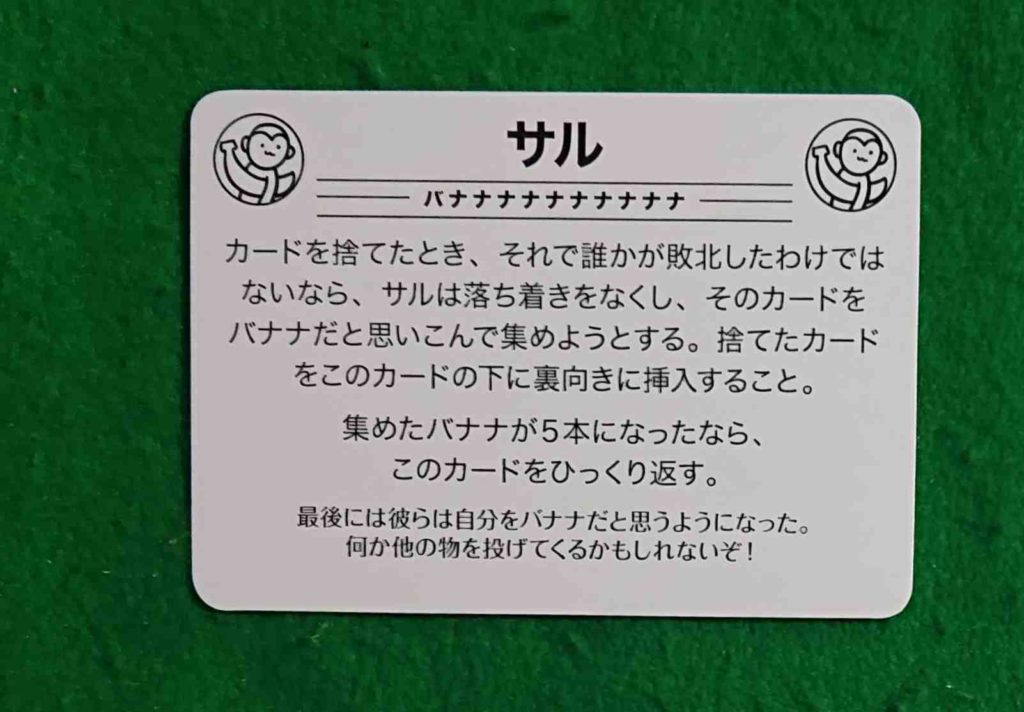 サル
バナナナナナナナナナナ
カードを捨てたとき、それで誰かが敗北したわけでは
ないなら、サルは落ち着きをなくし、そのカードを
バナナだと思いこんで集めようとする。捨てたカード
をこのカードの下に裏向きに挿入すること。
集めたバナナが5本になったなら、
このカードをひっくり返す。
最後には彼らは自分をバナナだと思うようになった。
何か他の物を投げてくるかもしれないぞ！